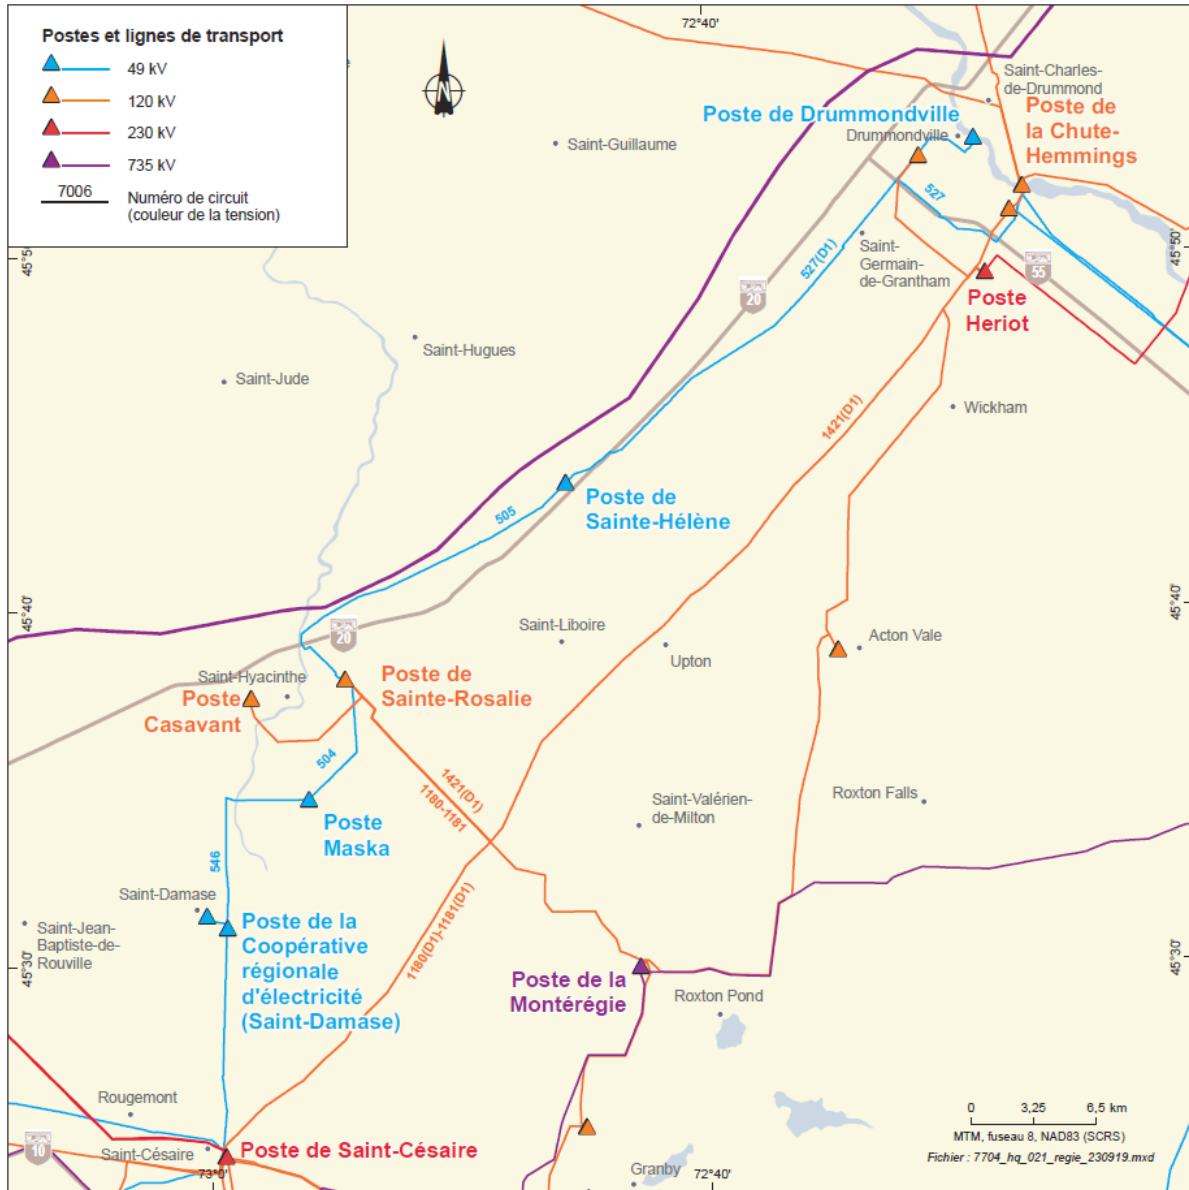 Postes et lignes de transport
49 kV
120 kV
230 kV
735 kV
7006
Numéro de circuit
(couleur de la tension)
e
N
72°40'
Saint-Charles-
de-Drummond
Poste de Drummondville
Poste de
la Chute-
Hemmings
Drummondville
Saint-Guillaume
527
527(D1)
Saint-
Germain-
de-Grantham
45°50'
45°50'
20
55
Poste
Heriot
Saint-Hugues
Saint-Jude
Wickham
1421(D1)
Poste de
Sainte-Hélène
505
45°40'
45°40'
20
Saint-Liboire
Upton
Acton Vale
Saint-Hyacinthe
Poste de
Sainte-Rosalie
Poste
Casavant
504
1421(D1)
1180-1181
Saint-Valérien-
de-Milton
Roxton Falls
Poste
Maska
546
Saint-Damase
Saint-Jean-
Baptiste-de-
Rouville
Poste de la
Coopérative
régionale
d'électricité
(Saint-Damase)
1180(D1)-1181(D1)
45°30'
45°30'
Poste de la
Montérégie
Roxton Pond
Rougemont
10
Saint-Césaire
Poste de Saint-Césaire
73°0'
Granby
72°40'
0 3,25 6,5 km
MTM, fuseau 8, NAD83 (SCRS)
Fichier : 7704_hq_021_regie_230919.mxd